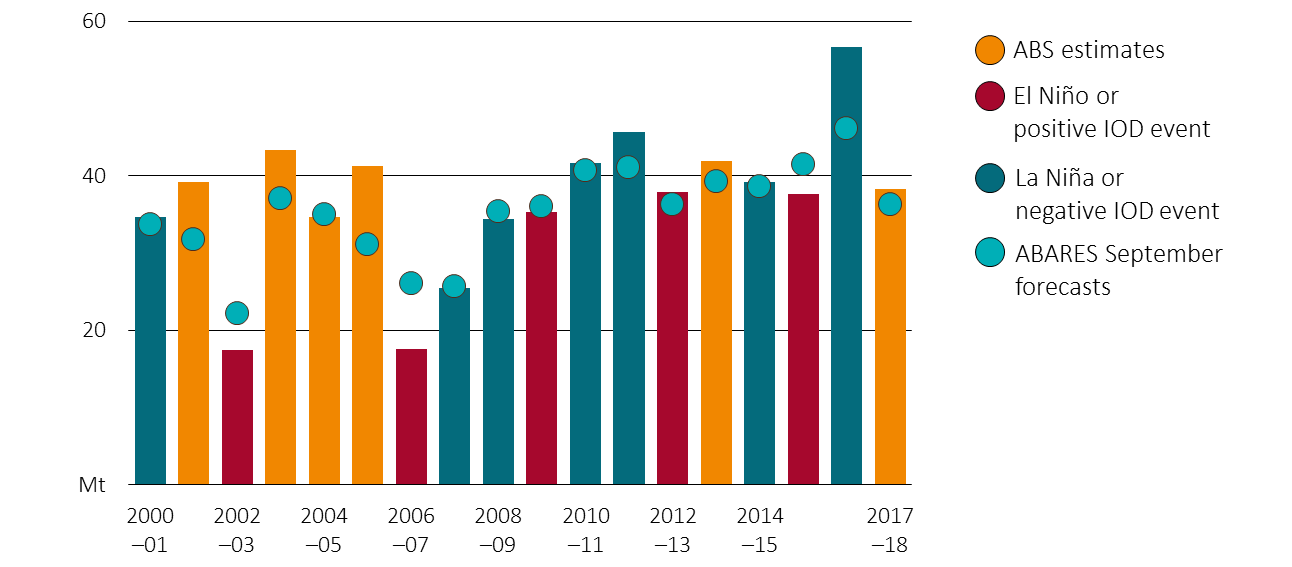 60
40
20
Mt
2000
–01
2002
–03
2004
–05
2006
–07
2008
–09
2010
–11
2012
–13
2014
–15
2017
–18
ABS estimates
El Niño or
positive IOD event
La Niña or
negative IOD event
ABARES September
forecasts